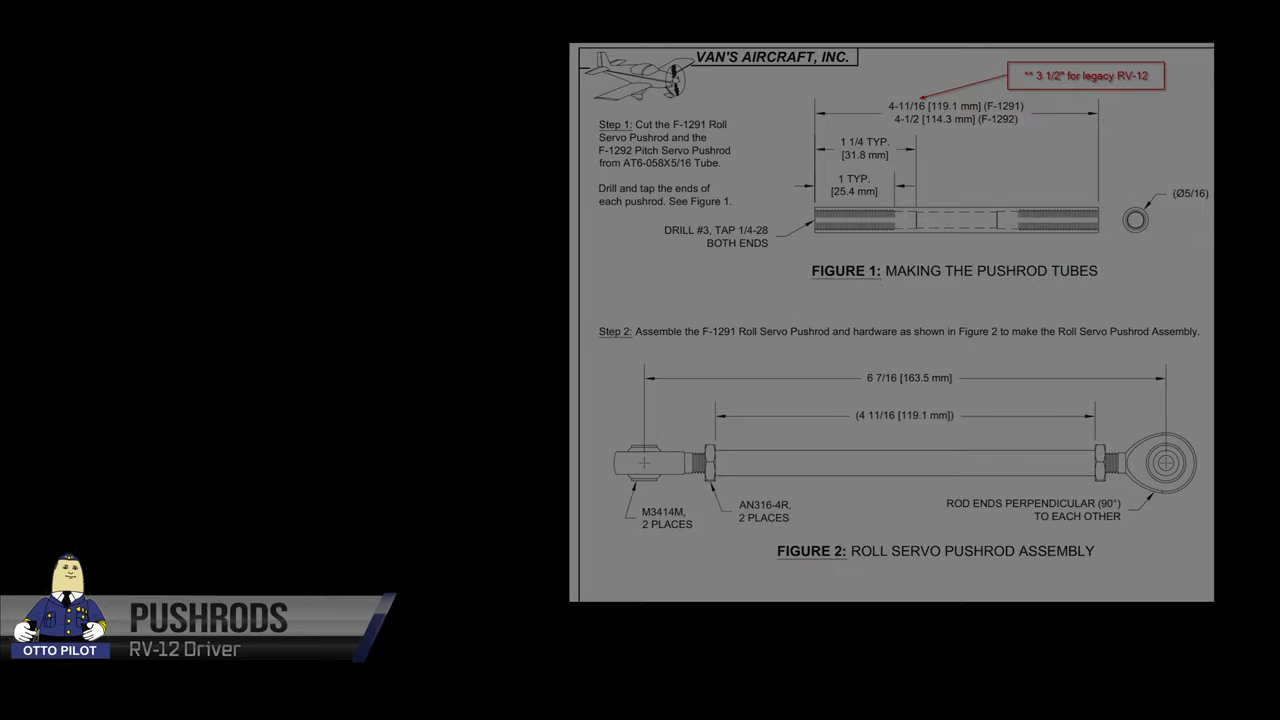 VAN'S AIRCRAFT, INC.
** 3 1/2" for legacy RV-12
4-11/16 [119.1 mm] (F-1291)
4-1/2 [114.3 mm] (F-1292)
Step 1: Cut the F-1291 Roll
Servo Pushrod and the
F-1292 Pitch Servo Pushrod
from AT6-058X5/16 Tube.
Drill and tap the ends of
each pushrod. See Figure 1.
1 1/4 TYP.
[31.8 mm]
1 TYP.
[25.4 mm]
(Ø5/16)
DRILL #3, TAP 1/4-28
BOTH ENDS
FIGURE 1: MAKING THE PUSHROD TUBES
Step 2: Assemble the F-1291 Roll Servo Pushrod and hardware as shown in Figure 2 to make the Roll Servo Pushrod Assembly.
6 7/16 [163.5 mm]
(4 11/16 [119.1 mm])
M3414M,
2 PLACES
AN316-4R,
2 PLACES
ROD ENDS PERPENDICULAR (90°)
TO EACH OTHER
FIGURE 2: ROLL SERVO PUSHROD ASSEMBLY
PUSHRODS
RV-12 Driver
OTTO PILOT